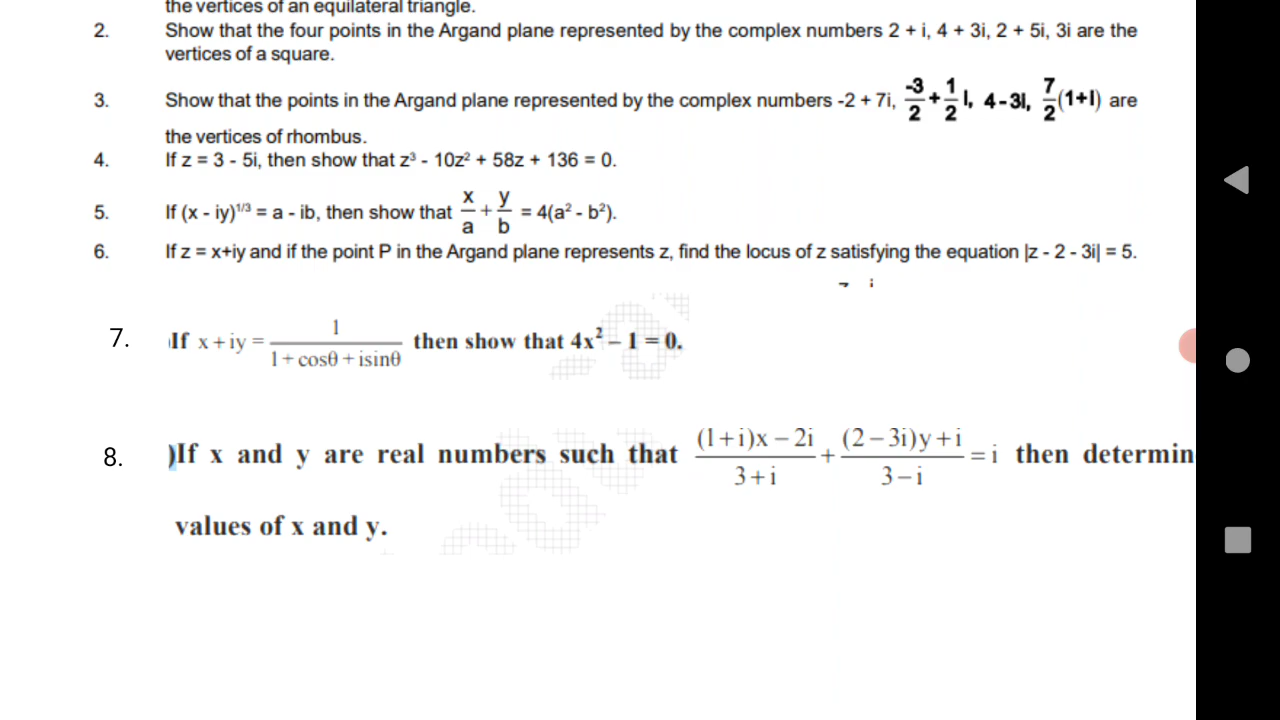 the vertices of an equilateral triangle.
2. Show that the four points in the Argand plane represented by the complex numbers 2 + i, 4 + 3i, 2 + 5i, 3i are the
vertices of a square.
3. Show that the points in the Argand plane represented by the complex numbers -2 + 7i, -3/2 + 1/2 i, 4-3i, 7/2 (1+i) are
the vertices of rhombus.
4. If z = 3 - 5i, then show that z³ - 10z² + 58z + 136 = 0.
5. If (x - iy)^1/3 = a - ib, then show that x/a + y/b = 4(a² - b²).
6. If z = x+iy and if the point P in the Argand plane represents z, find the locus of z satisfying the equation |z - 2 - 3i| = 5.
7. If x + iy = 1/(1 + cosθ + isinθ) then show that 4x² – 1 = 0.
8. )If x and y are real numbers such that ((1+i)x – 2i)/(3+i) + ((2–3i)y + i)/(3–i) = i then determin
values of x and y.